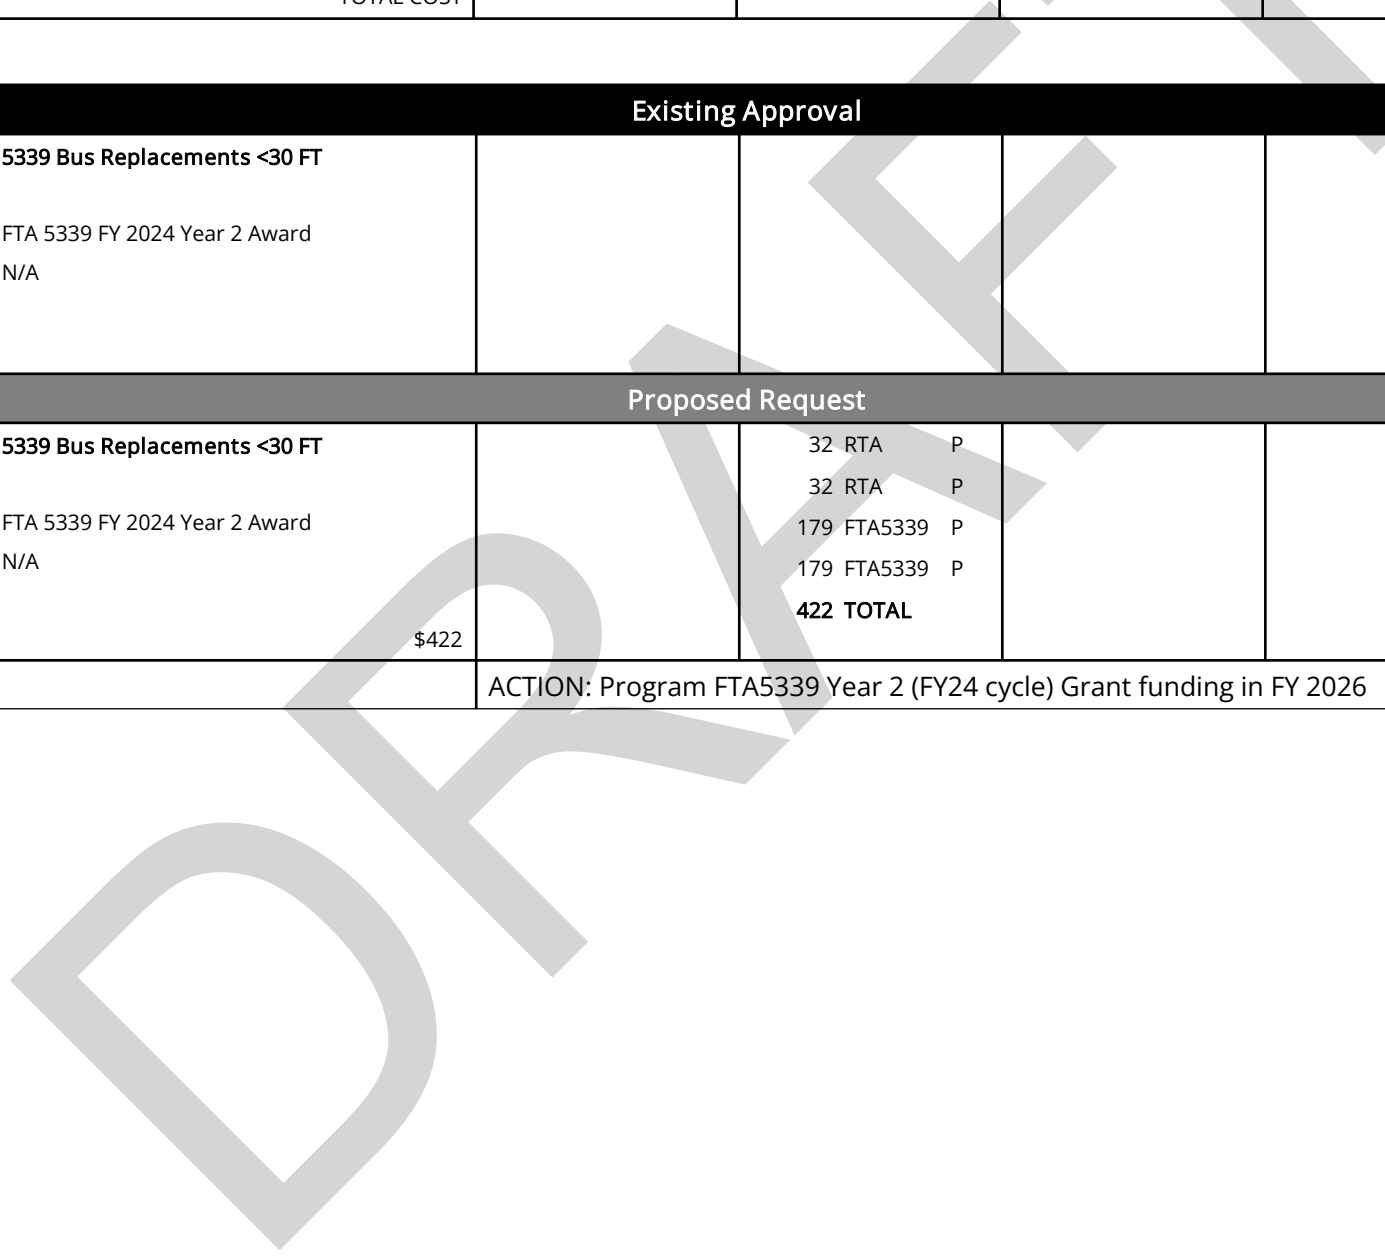 TOTAL COST
Existing Approval
5339 Bus Replacements <30 FT
FTA 5339 FY 2024 Year 2 Award
N/A
Proposed Request
5339 Bus Replacements <30 FT
32 RTA P
32 RTA P
FTA 5339 FY 2024 Year 2 Award
179 FTA5339 P
N/A
179 FTA5339 P
422 TOTAL
$422
ACTION: Program FTA5339 Year 2 (FY24 cycle) Grant funding in FY 2026
DRAFT